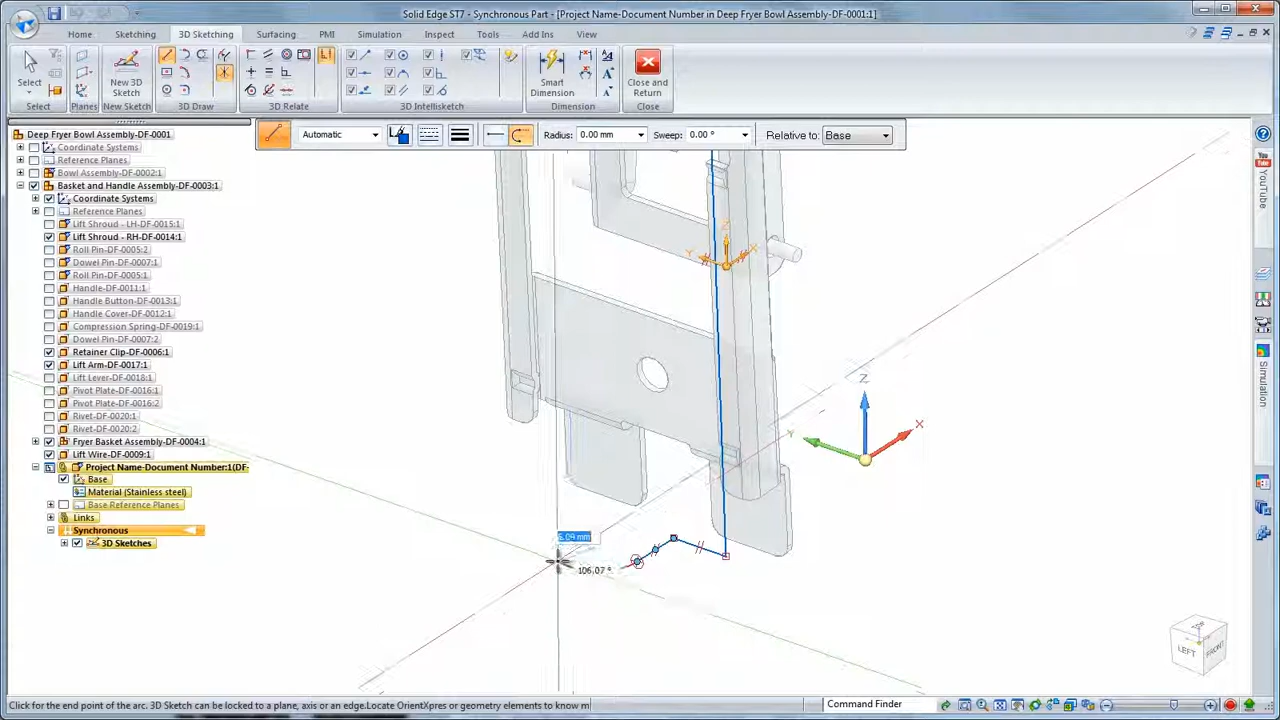 Solid Edge ST7 - Synchronous Part - [Project Name-Document Number in Deep Fryer Bowl Assembly-DF-0001:1]
Home Sketching 3D Sketching Surfacing PMI Simulation Inspect Tools Add Ins View
Select
New 3D
Sketch
Smart
Dimension
Close and
Return
Select Planes New Sketch 3D Draw 3D Relate 3D Intellisketch Dimension Close
Automatic Radius: 0.00 mm Sweep: 0.00 ° Relative to: Base
Deep Fryer Bowl Assembly-DF-0001
Coordinate Systems
Reference Planes
Bowl Assembly-DF-0002:1
Basket and Handle Assembly-DF-0003:1
Coordinate Systems
Reference Planes
Lift Shroud - LH-DF-0015:1
Lift Shroud - RH-DF-0014:1
Roll Pin-DF-0005:2
Dowel Pin-DF-0007:1
Roll Pin-DF-0005:1
Handle-DF-0011:1
Handle Button-DF-0013:1
Handle Cover-DF-0012:1
Compression Spring-DF-0019:1
Dowel Pin-DF-0007:2
Retainer Clip-DF-0006:1
Lift Arm-DF-0017:1
Lift Lever-DF-0018:1
Pivot Plate-DF-0016:1
Pivot Plate-DF-0016:2
Rivet-DF-0020:1
Rivet-DF-0020:2
Fryer Basket Assembly-DF-0004:1
Lift Wire-DF-0009:1
Project Name-Document Number:1(DF-
Base
Material (Stainless steel)
Base Reference Planes
Links
Synchronous
3D Sketches
Z
Y
X
Z
X
Y
.09 mm
106.07 °
TOP
LEFT
FRONT
YouTube
Simulation
Click for the end point of the arc. 3D Sketch can be locked to a plane, axis or an edge.Locate OrientXpres or geometry elements to know m
Command Finder